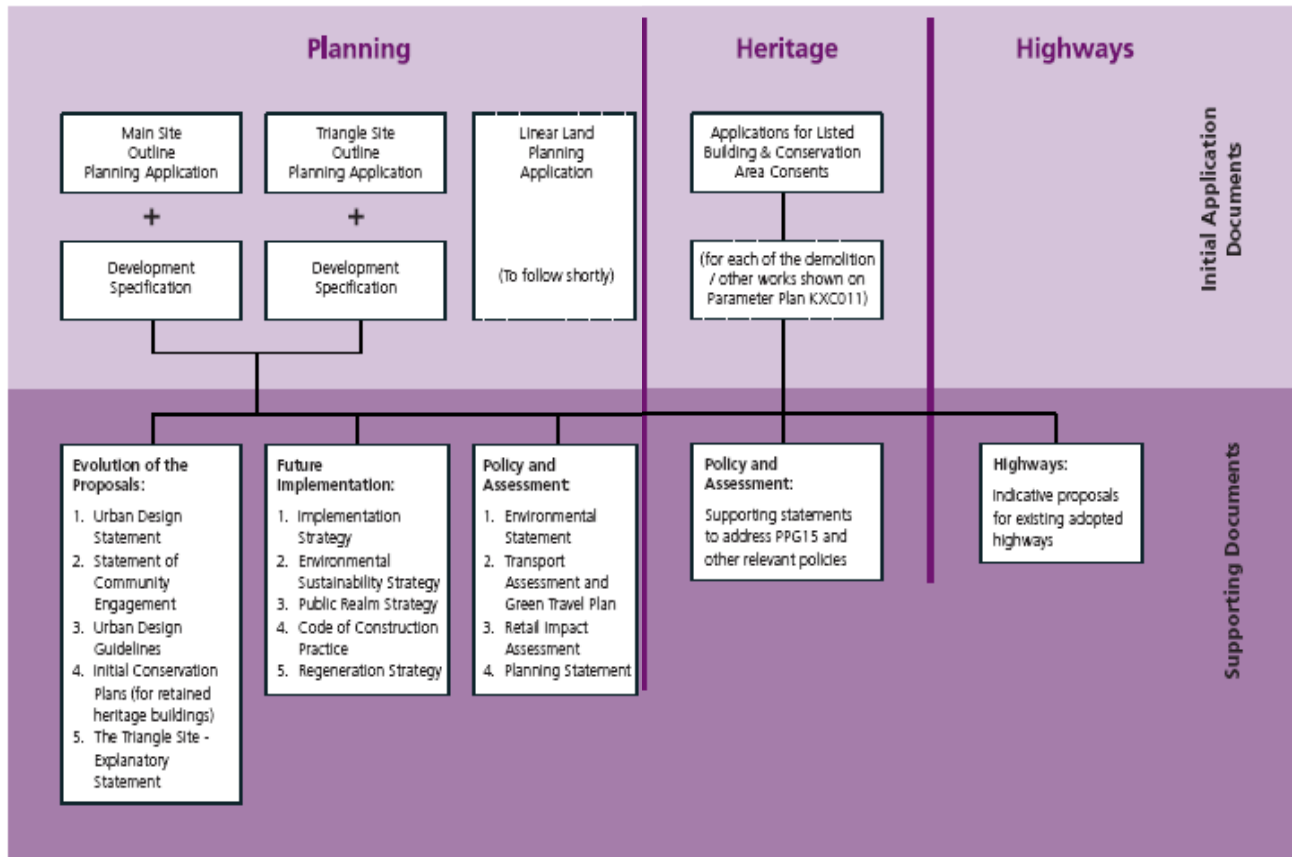 Planning
Heritage
Highways
Main Site
Outline
Planning Application
+
Development
Specification
Triangle Site
Outline
Planning Application
+
Development
Specification
Linear Land
Planning
Application
(To follow shortly)
Applications for Listed
Building & Conservation
Area Consents
(for each of the demolition
/ other works shown on
Parameter Plan KXC011)
Initial Application
Documents
Evolution of the
Proposals:
1. Urban Design
Statement
2. Statement of
Community
Engagement
3. Urban Design
Guidelines
4. Initial Conservation
Plans (for retained
heritage buildings)
5. The Triangle Site -
Explanatory
Statement
Future
Implementation:
1. Implementation
Strategy
2. Environmental
Sustainability Strategy
3. Public Realm Strategy
4. Code of Construction
Practice
5. Regeneration Strategy
Policy and
Assessment:
1. Environmental
Statement
2. Transport
Assessment and
Green Travel Plan
3. Retail Impact
Assessment
4. Planning Statement
Policy and
Assessment:
Supporting statements
to address PPG15 and
other relevant policies
Highways:
Indicative proposals
for existing adopted
highways
Supporting Documents